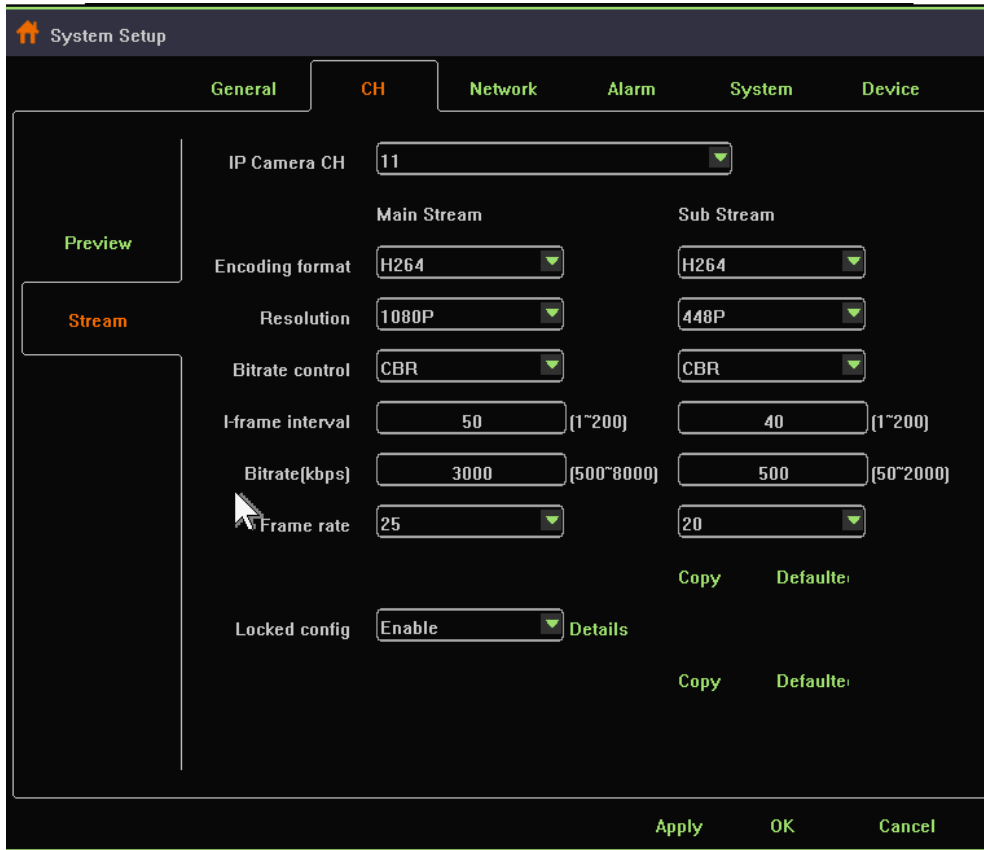 System Setup
General CH Network Alarm System Device
IP Camera CH 11
Main Stream Sub Stream
Preview
Encoding format H264 H264
Stream
Resolution 1080P 448P
Bitrate control CBR CBR
I-frame interval 50 (1~200) 40 (1~200)
Bitrate(kbps) 3000 (500~8000) 500 (50~2000)
Frame rate 25 20
Copy Defaulte
Locked config Enable Details
Copy Defaulte
Apply OK Cancel